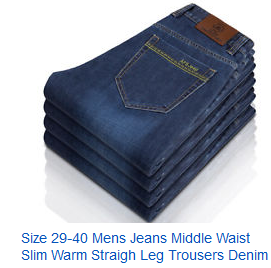 Size 29-40 Mens Jeans Middle Waist
Slim Warm Straigh Leg Trousers Denim